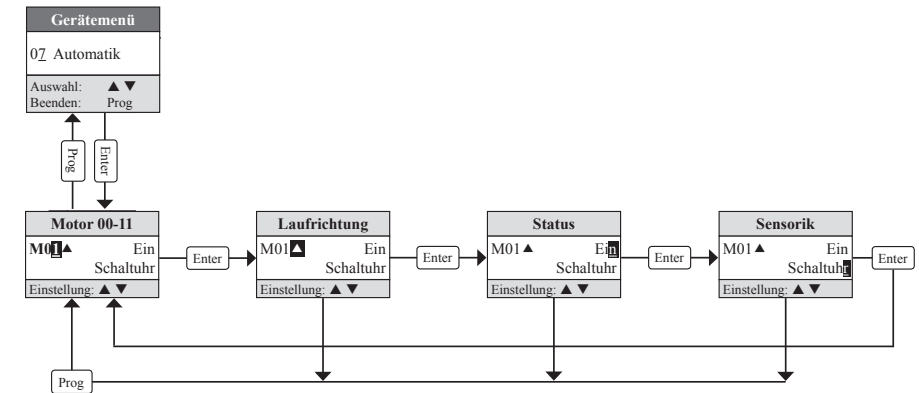 Gerätemenü
07 Automatik
Auswahl: ▲ ▼
Beenden: Prog
Prog
Enter
Motor 00-11
M01▲ Ein
Schaltuhr
Einstellung: ▲ ▼
Enter
Laufrichtung
M01▲ Ein
Schaltuhr
Einstellung: ▲ ▼
Enter
Status
M01▲ Ein
Schaltuhr
Einstellung: ▲ ▼
Enter
Sensorik
M01▲ Ein
Schaltuhr
Einstellung: ▲ ▼
Enter
Prog